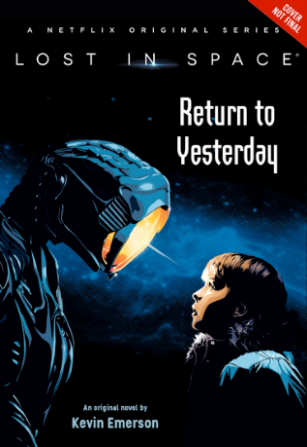 COVER
NOT FINAL
A NETFLIX ORIGINAL SERIES
LOST IN SPACE®
Return to
Yesterday
An original novel by
Kevin Emerson